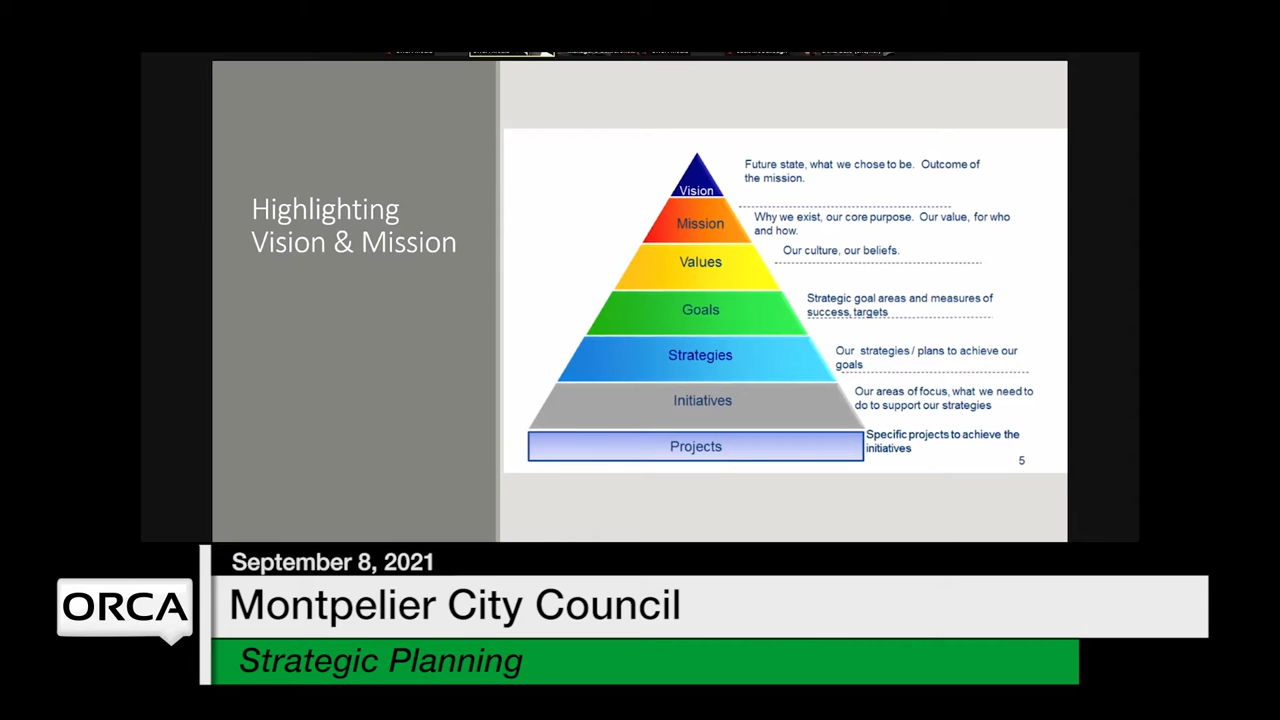 Highlighting
Vision & Mission
Vision
Future state, what we chose to be. Outcome of
the mission.
Mission
Why we exist, our core purpose. Our value, for who
and how.
Values
Our culture, our beliefs.
Goals
Strategic goal areas and measures of
success, targets
Strategies
Our strategies / plans to achieve our
goals
Initiatives
Our areas of focus, what we need to
do to support our strategies
Projects
Specific projects to achieve the
initiatives
5
September 8, 2021
ORCA
Montpelier City Council
Strategic Planning